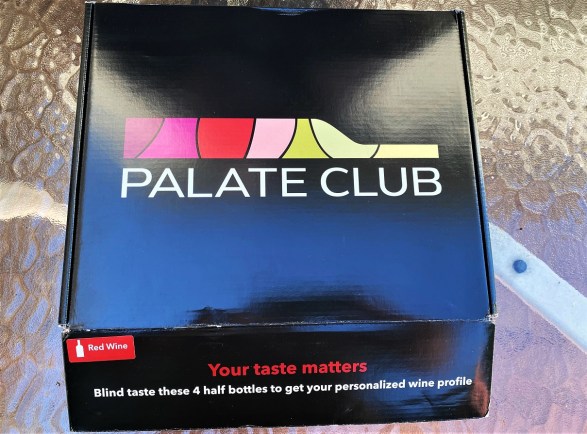 PALATE CLUB
Red Wine
Your taste matters
Blind taste these 4 half bottles to get your personalized wine profile